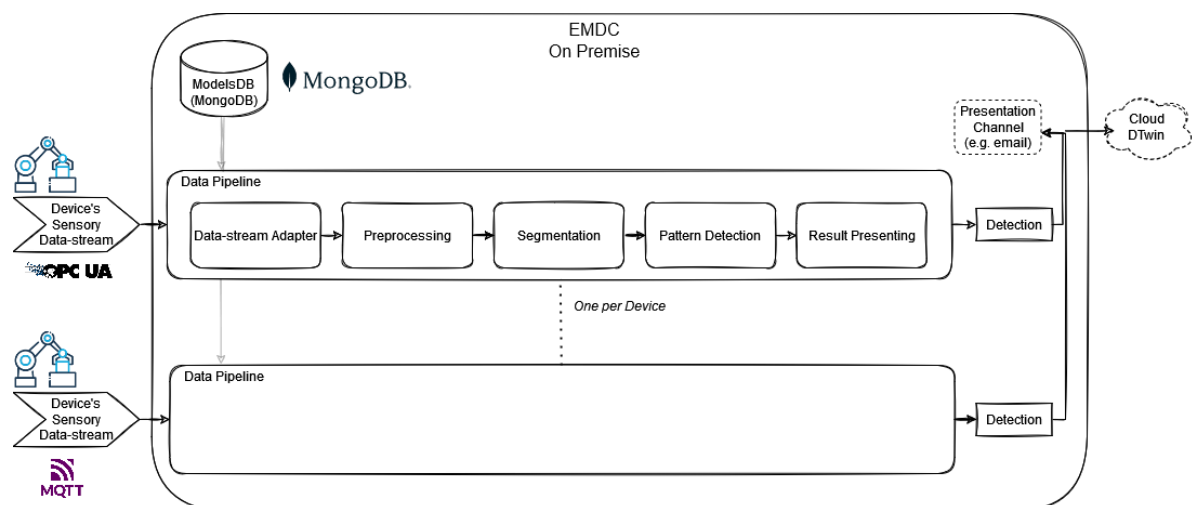 EMDC
On Premise
ModelsDB
(MongoDB)
MongoDB.
Presentation
Channel
(e.g. email)
Cloud
DTwin
Data Pipeline
Device's
Sensory
Data-stream
Data-stream Adapter
Preprocessing
Segmentation
Pattern Detection
Result Presenting
Detection
OPC UA
One per Device
Data Pipeline
Device's
Sensory
Data-stream
Detection
MQTT